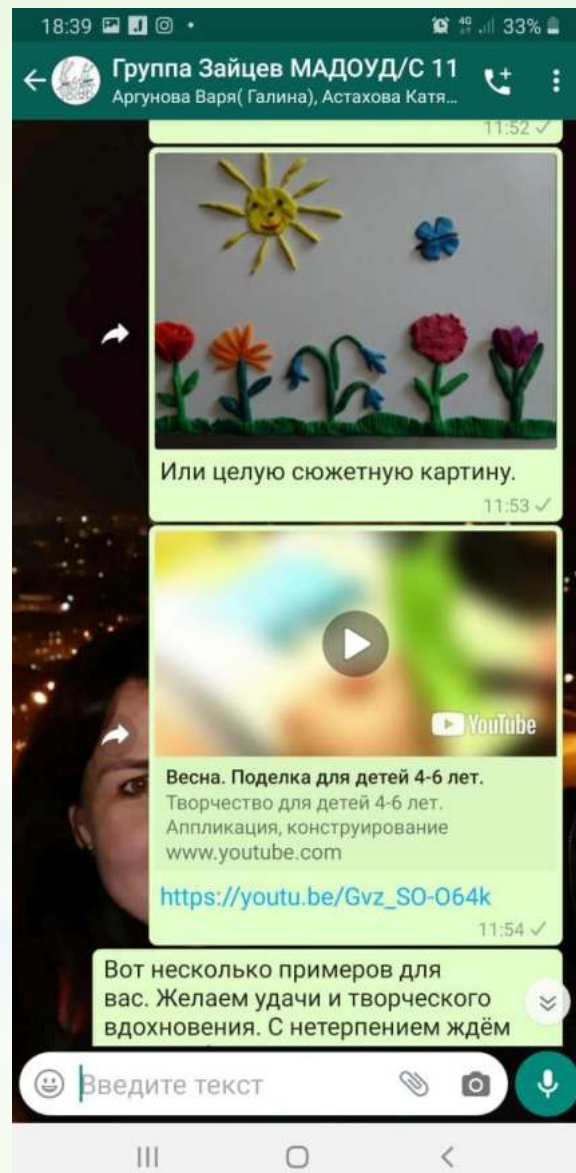 18:39 4G 33%
Группа Зайцев МАДОУД/С 11
Аргунова Варя( Галина), Астахова Катя...
11:52
Или целую сюжетную картину.
11:53
YouTube
Весна. Поделка для детей 4-6 лет.
Творчество для детей 4-6 лет.
Аппликация, конструирование
www.youtube.com
https://youtu.be/Gvz_SO-O64k
11:54
Вот несколько примеров для
вас. Желаем удачи и творческого
вдохновения. С нетерпением ждём
Введите текст